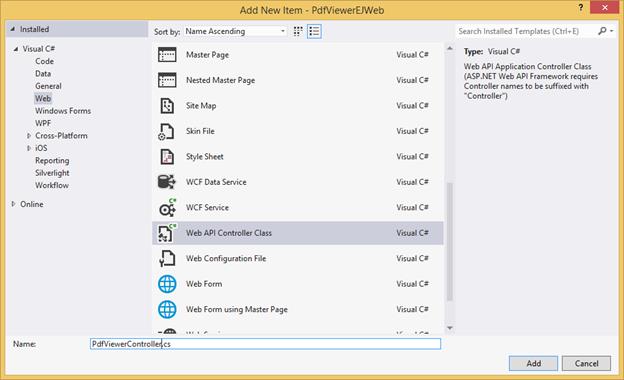 Add New Item - PdfViewerEJWeb
Installed
Visual C#
Code
Data
General
Web
Windows Forms
WPF
Cross-Platform
iOS
Reporting
Silverlight
Workflow
Online
Sort by: Name Ascending
Master Page Visual C#
Nested Master Page Visual C#
Site Map Visual C#
Skin File Visual C#
Style Sheet Visual C#
WCF Data Service Visual C#
WCF Service Visual C#
Web API Controller Class Visual C#
Web Configuration File Visual C#
Web Form Visual C#
Web Form using Master Page Visual C#
Search Installed Templates (Ctrl+E)
Type: Visual C#
Web API Application Controller Class
(ASP.NET Web API Framework requires
Controller names to be suffixed with
"Controller")
Name: PdfViewerController.cs
Add Cancel